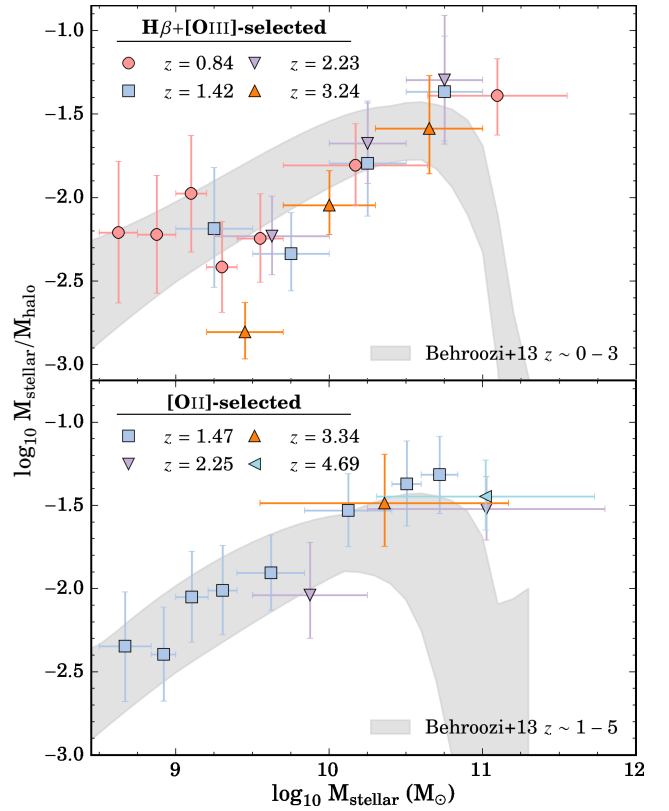 Hβ+[OIII]-selected
z = 0.84 z = 2.23
z = 1.42 z = 3.24
−1.0
−1.5
−2.0
−2.5
−3.0
Behroozi+13 z ~ 0 − 3
log10 Mstellar/Mhalo
[OII]-selected
z = 1.47 z = 3.34
z = 2.25 z = 4.69
−1.0
−1.5
−2.0
−2.5
−3.0
Behroozi+13 z ~ 1 − 5
9 10 11 12
log10 Mstellar (M⊙)